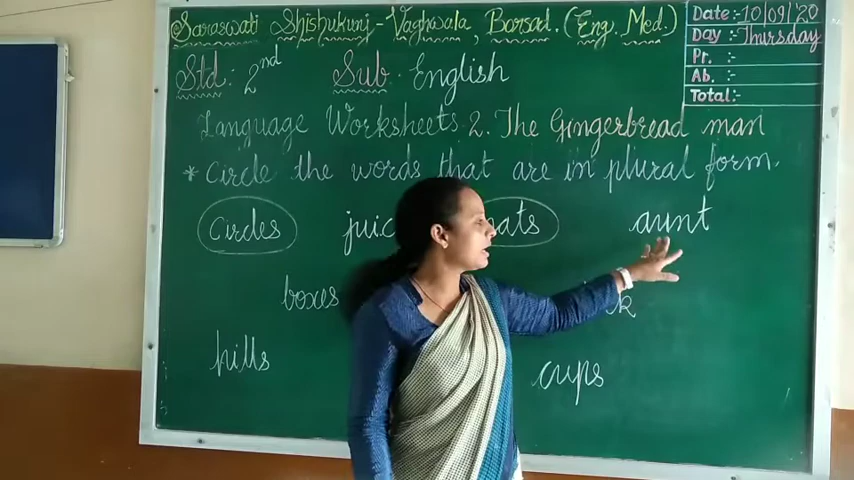 Saraswati Shishukunj - Vaghwala, Borsad. (Eng. Med.)
Date :- 10/09/'20
Day :- Thursday
Pr. :-
Ab. :-
Total :-
Std : 2nd Sub : English
Language Worksheets 2. The Gingerbread man
* Circle the words that are in plural form.
Circles aunt
boxes
hills cups